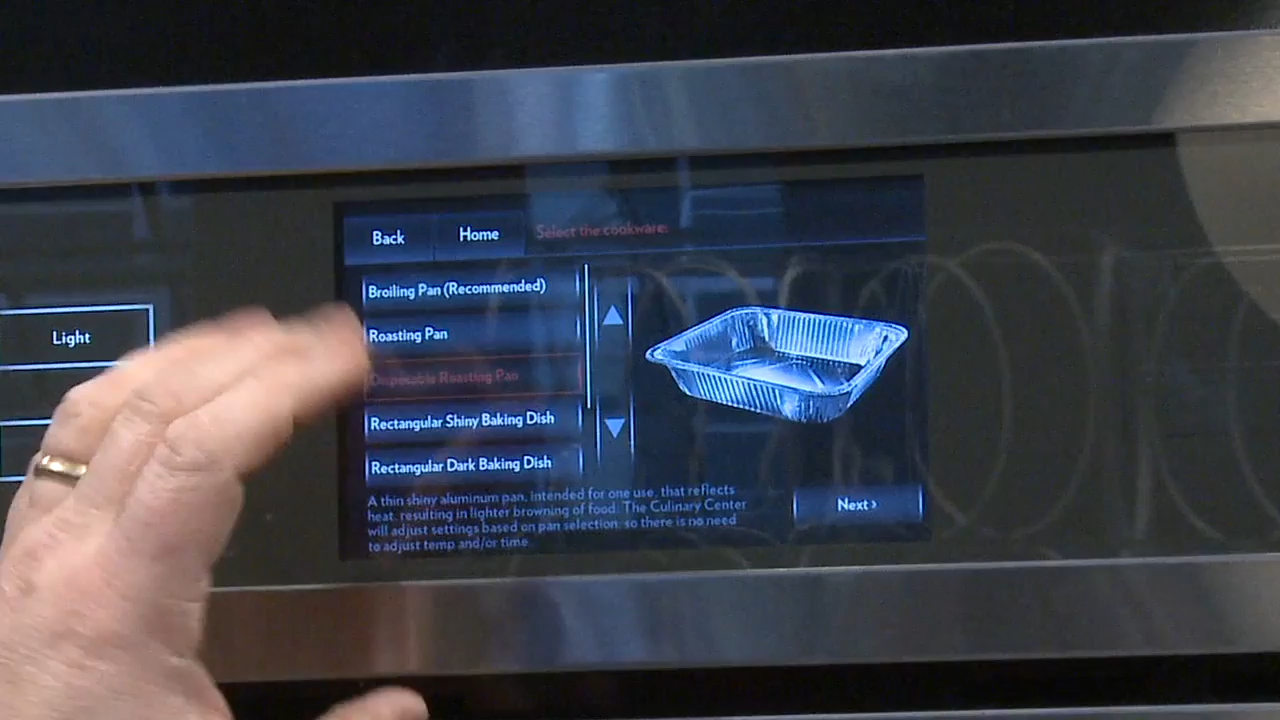 Back
Home
Select the cookware:
Light
Broiling Pan (Recommended)
Roasting Pan
Disposable Roasting Pan
Rectangular Shiny Baking Dish
Rectangular Dark Baking Dish
A thin shiny aluminum pan, intended for one use, that reflects
heat, resulting in lighter browning of food. The Culinary Center
will adjust settings based on pan selection, so there is no need
to adjust temp and/or time.
Next >